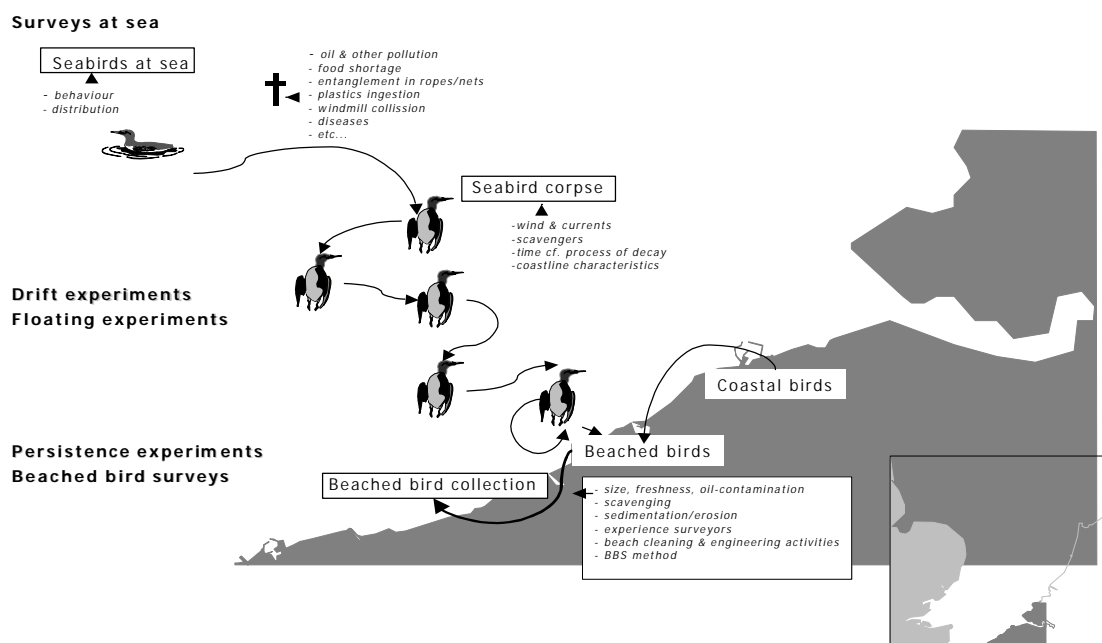 Surveys at sea
Seabirds at sea
- behaviour
- distribution
- oil & other pollution
- food shortage
- entanglement in ropes/nets
- plastics ingestion
- windmill collission
- diseases
- etc...
Seabird corpse
-wind & currents
-scavengers
-time cf. process of decay
-coastline characteristics
Drift experiments
Floating experiments
Coastal birds
Persistence experiments
Beached bird surveys
Beached birds
Beached bird collection
- size, freshness, oil-contamination
- scavenging
- sedimentation/erosion
- experience surveyors
- beach cleaning & engineering activities
- BBS method